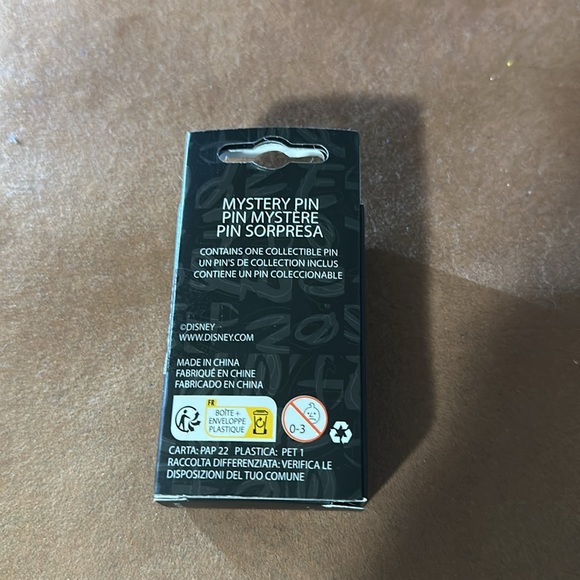 MYSTERY PIN
PIN MYSTÈRE
PIN SORPRESA
CONTAINS ONE COLLECTIBLE PIN
UN PIN'S DE COLLECTION INCLUS
CONTIENE UN PIN COLECCIONABLE
©DISNEY
WWW.DISNEY.COM
MADE IN CHINA
FABRIQUÉ EN CHINE
FABRICADO EN CHINA
FR
BOÎTE +
ENVELOPPE
PLASTIQUE
0-3
CARTA: PAP 22 PLASTICA: PET 1
RACCOLTA DIFFERENZIATA: VERIFICA LE
DISPOSIZIONI DEL TUO COMUNE